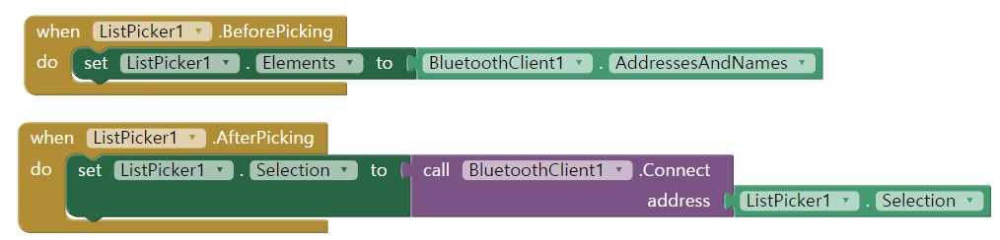 when ListPicker1 .BeforePicking
do set ListPicker1 . Elements to BluetoothClient1 . AddressesAndNames
when ListPicker1 .AfterPicking
do set ListPicker1 . Selection to call BluetoothClient1 .Connect
address ListPicker1 . Selection